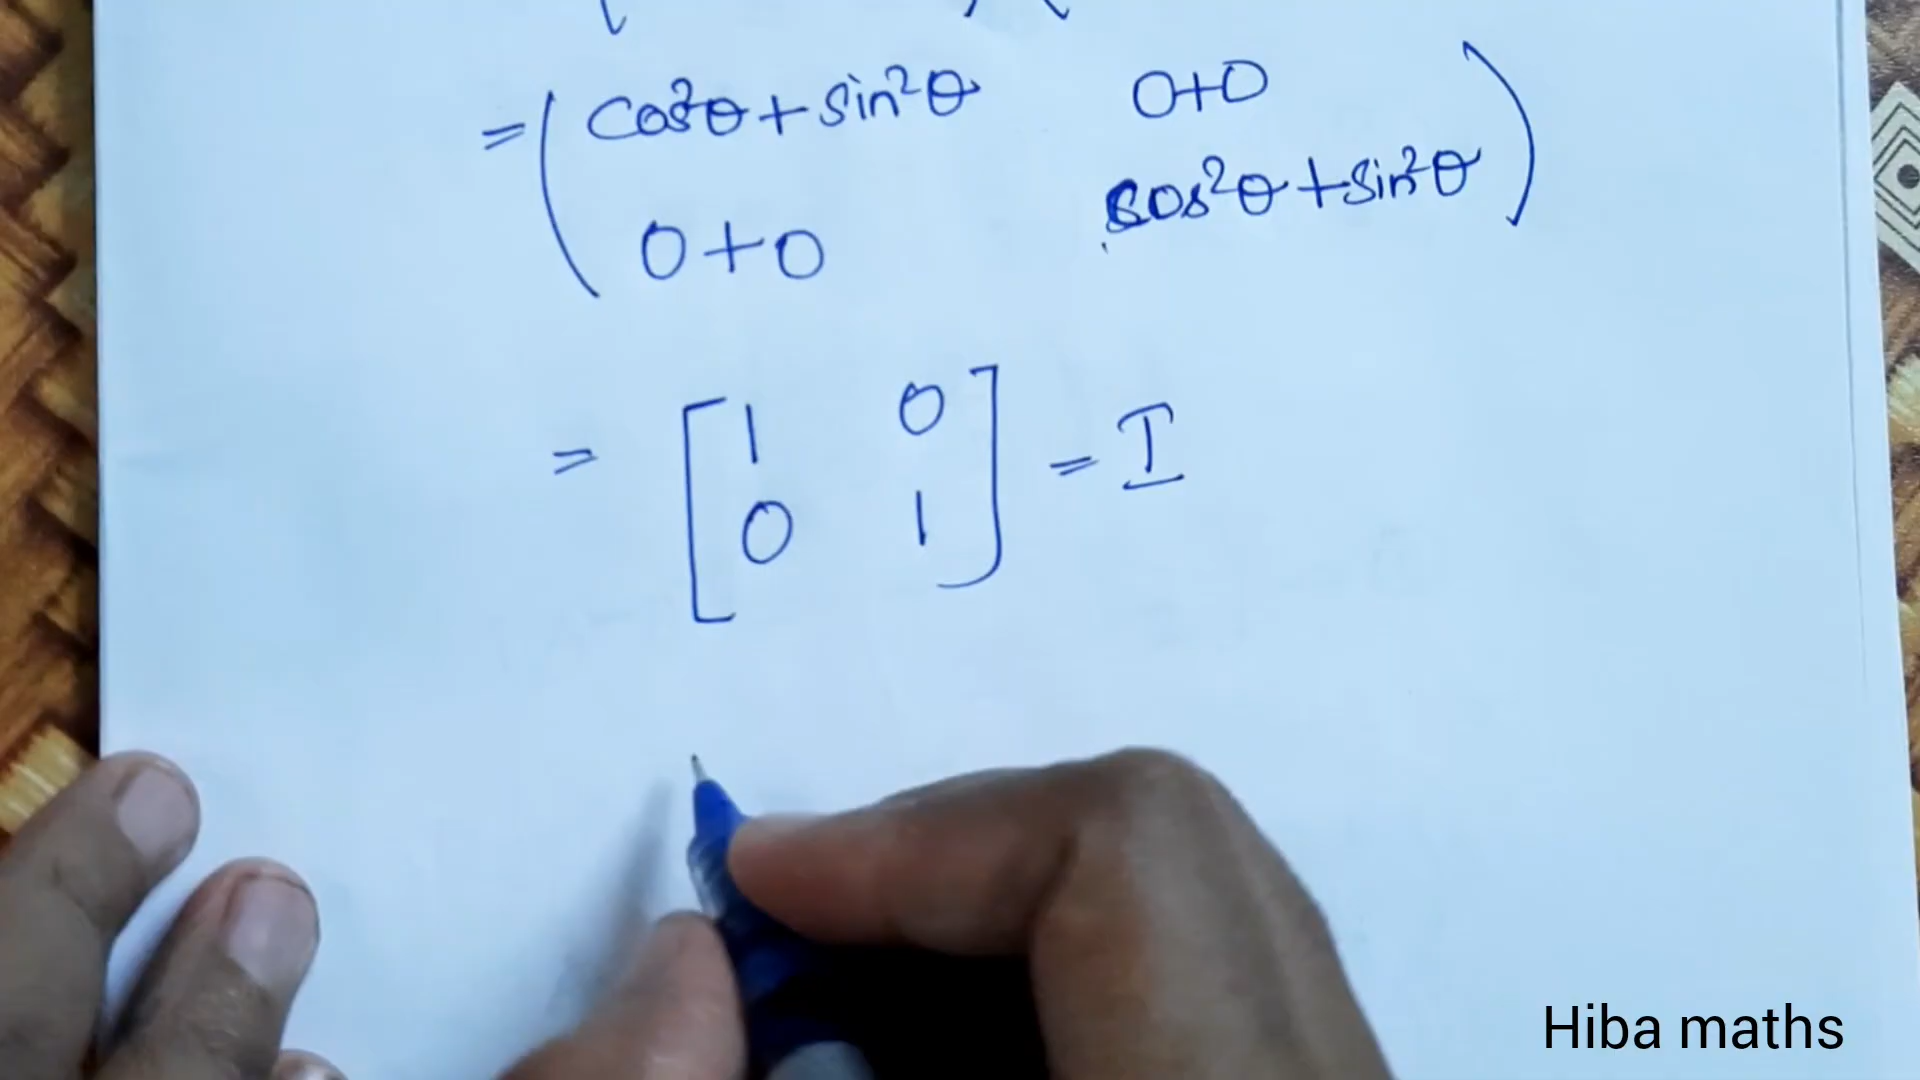 = ( cos²θ + sin²θ 0+0
0+0 cos²θ + sin²θ )
= [ 1 0
0 1 ] = I
Hiba maths